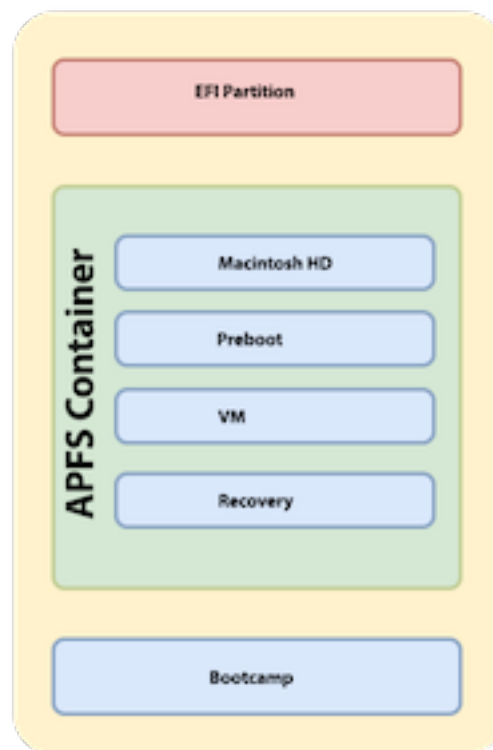 EFI Partition
APFS Container
Macintosh HD
Preboot
VM
Recovery
Bootcamp